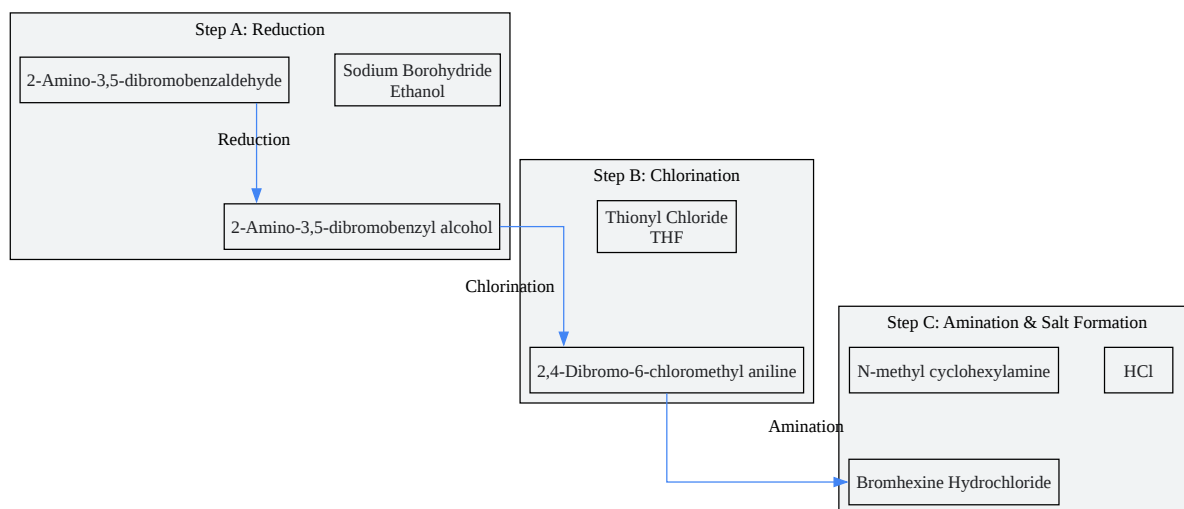 Step A: Reduction
2-Amino-3,5-dibromobenzaldehyde
Sodium Borohydride
Ethanol
Reduction
2-Amino-3,5-dibromobenzyl alcohol
Step B: Chlorination
Thionyl Chloride
THF
Chlorination
2,4-Dibromo-6-chloromethyl aniline
Step C: Amination & Salt Formation
N-methyl cyclohexylamine
HCl
Amination
Bromhexine Hydrochloride